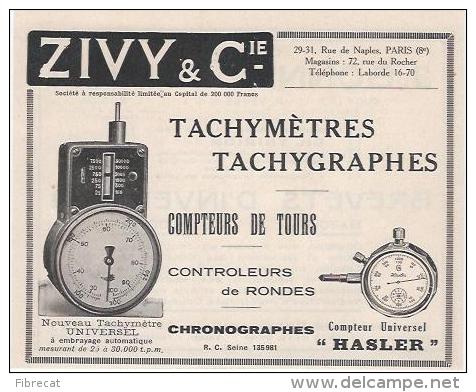 ZIVY & CIE
29-31, Rue de Naples, PARIS (8e)
Magasins : 72, rue du Rocher
Téléphone : Laborde 16-70
Société à responsabilité limitée, au Capital de 200 000 Francs
TACHYMÈTRES
TACHYGRAPHES
COMPTEURS DE TOURS
CONTROLEURS
DE RONDES
CHRONOGRAPHES
R. C. Seine 135981
Nouveau Tachymètre
UNIVERSEL
à embrayage automatique
mesurant de 25 à 30.000 t.p.m.
Compteur Universel
" HASLER "
Fibrecat
delcampe.net